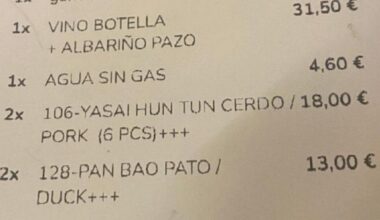 1x VINO BOTELLA 31,50 €
+ ALBARIÑO PAZO
1x AGUA SIN GAS 4,60 €
2x 106-YASAI HUN TUN CERDO / 18,00 €
PORK (6 PCS)+++
2x 128-PAN BAO PATO / 13,00 €
DUCK+++